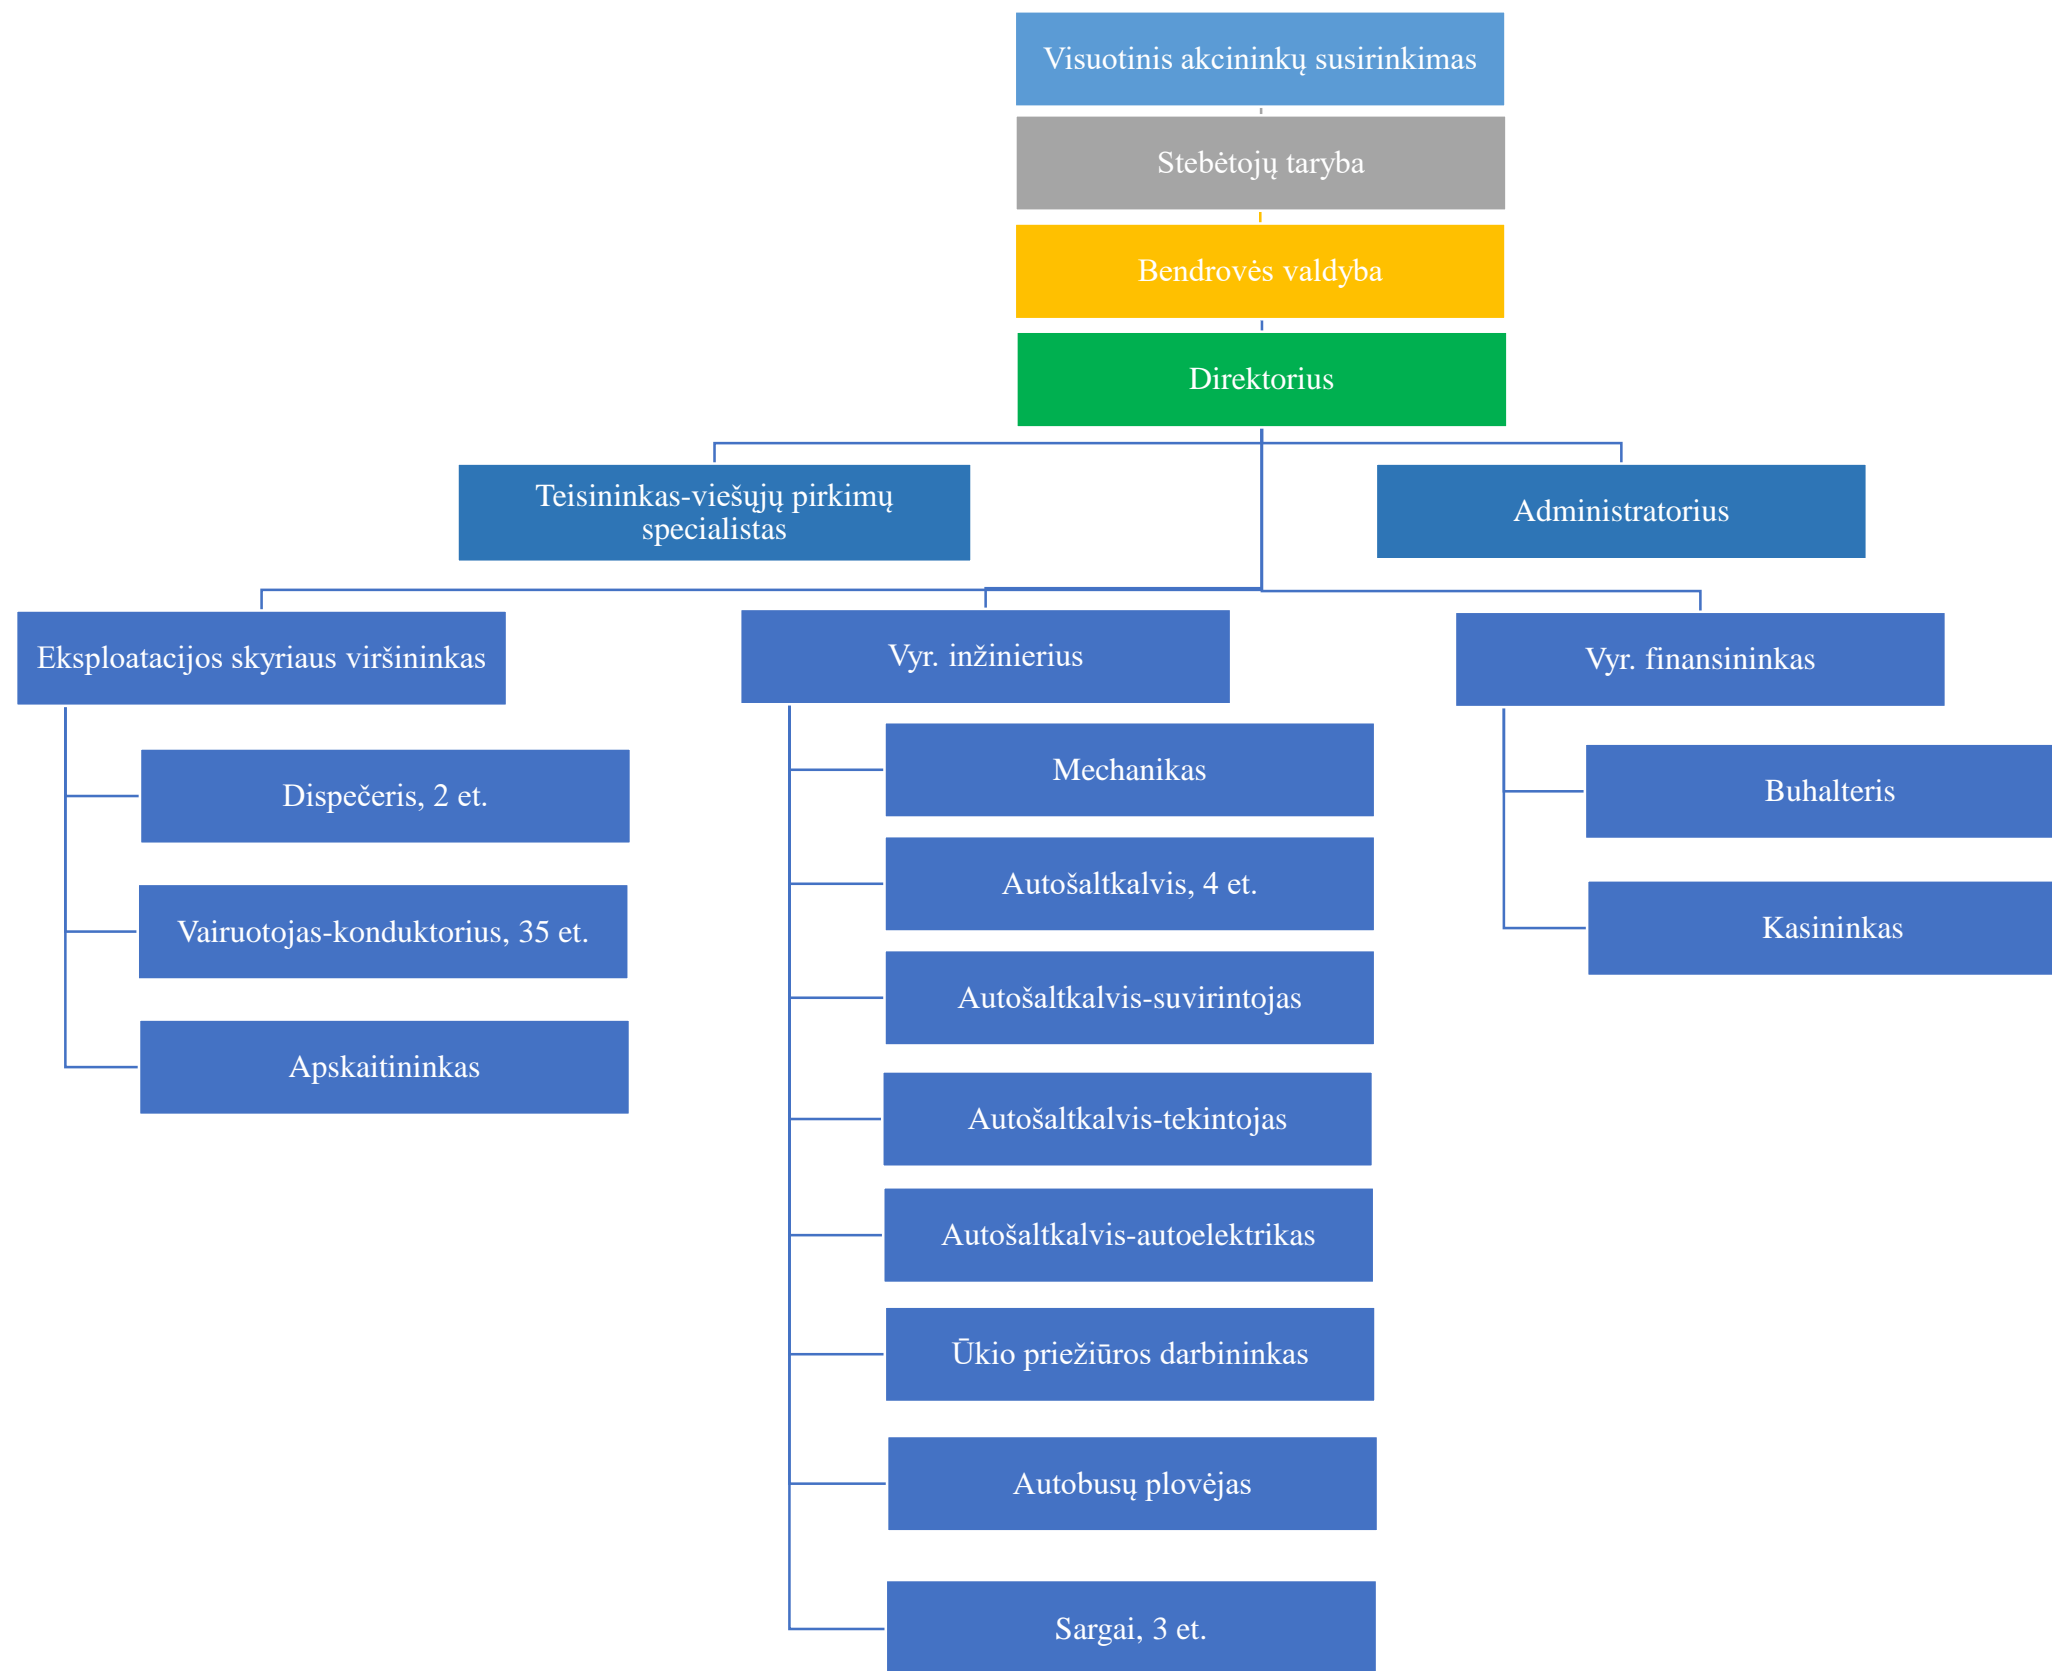 Visuotinis akcininkų susirinkimas
Stebėtojų taryba
Bendrovės valdyba
Direktorius
Teisininkas-viešųjų pirkimų
specialistas
Administratorius
Eksploatacijos skyriaus viršininkas
Dispečeris, 2 et.
Vairuotojas-konduktorius, 35 et.
Apskaitininkas
Vyr. inžinierius
Mechanikas
Autošaltkalvis, 4 et.
Autošaltkalvis-suvirintojas
Autošaltkalvis-tekintojas
Autošaltkalvis-autoelektrikas
Ūkio priežiūros darbininkas
Autobusų plovėjas
Sargai, 3 et.
Vyr. finansininkas
Buhalteris
Kasininkas